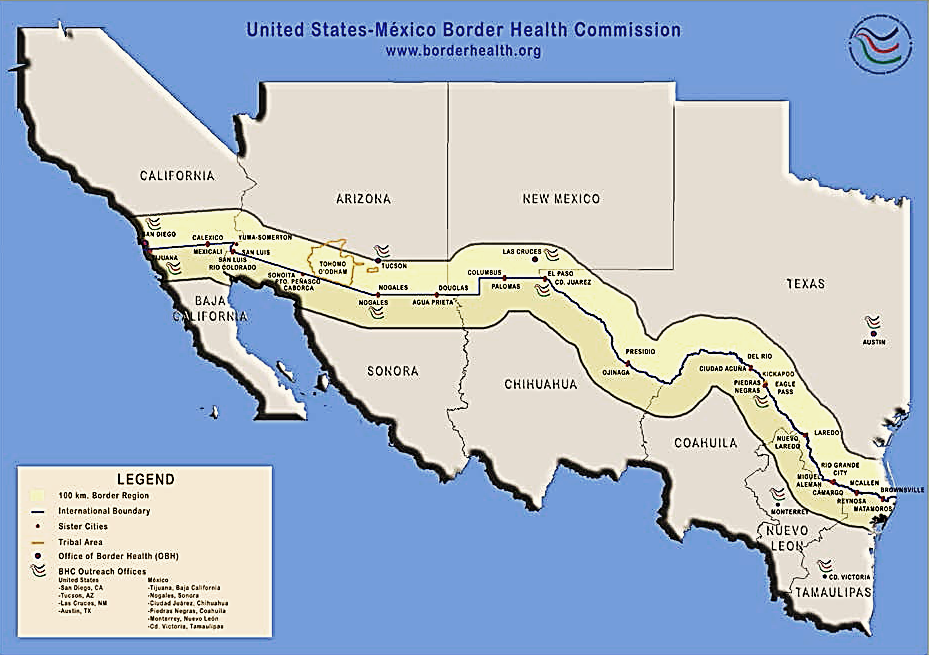 United States-México Border Health Commission
www.borderhealth.org
CALIFORNIA
ARIZONA
NEW MEXICO
TEXAS
SAN DIEGO
CALEXICO
YUMA-SOMERTON
TIJUANA
MEXICALI
SAN LUIS
SAN LUIS
RIO COLORADO
TOHOMO
O'ODHAM
TUCSON
SONOITA
PTO. PEÑASCO
CABORCA
NOGALES
NOGALES
DOUGLAS
AGUA PRIETA
COLUMBUS
PALOMAS
LAS CRUCES
EL PASO
CD. JUAREZ
PRESIDIO
OJINAGA
DEL RIO
CIUDAD ACUÑA
KICKAPOO
PIEDRAS
NEGRAS
EAGLE
PASS
AUSTIN
LAREDO
NUEVO
LAREDO
RIO GRANDE
CITY
MIGUEL
ALEMAN
CAMARGO
MCALLEN
REYNOSA
BROWNSVILLE
MATAMOROS
MONTERREY
CD. VICTORIA
BAJA
CALIFORNIA
SONORA
CHIHUAHUA
COAHUILA
NUEVO
LEON
TAMAULIPAS
LEGEND
100 km. Border Region
International Boundary
Sister Cities
Tribal Area
Office of Border Health (OBH)
BHC Outreach Offices
United States
-San Diego, CA
-Tucson, AZ
-Las Cruces, NM
-Austin, TX
México
-Tijuana, Baja California
-Nogales, Sonora
-Ciudad Juárez, Chihuahua
-Piedras Negras, Coahuila
-Monterrey, Nuevo León
-Cd. Victoria, Tamaulipas